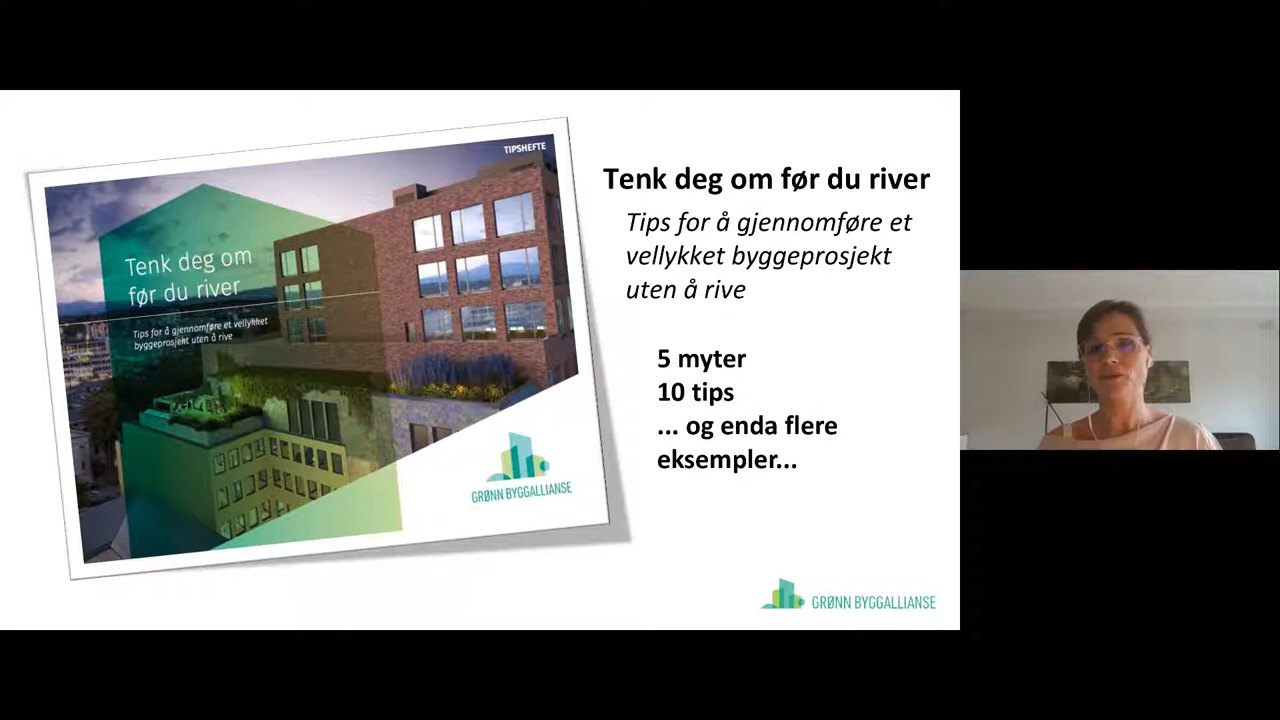 TIPSHEFTE
Tenk deg om
før du river
Tips for å gjennomføre et vellykket
byggeprosjekt uten å rive
GRØNN BYGGALLIANSE
Tenk deg om før du river
Tips for å gjennomføre et
vellykket byggeprosjekt
uten å rive
5 myter
10 tips
... og enda flere
eksempler...
GRØNN BYGGALLIANSE